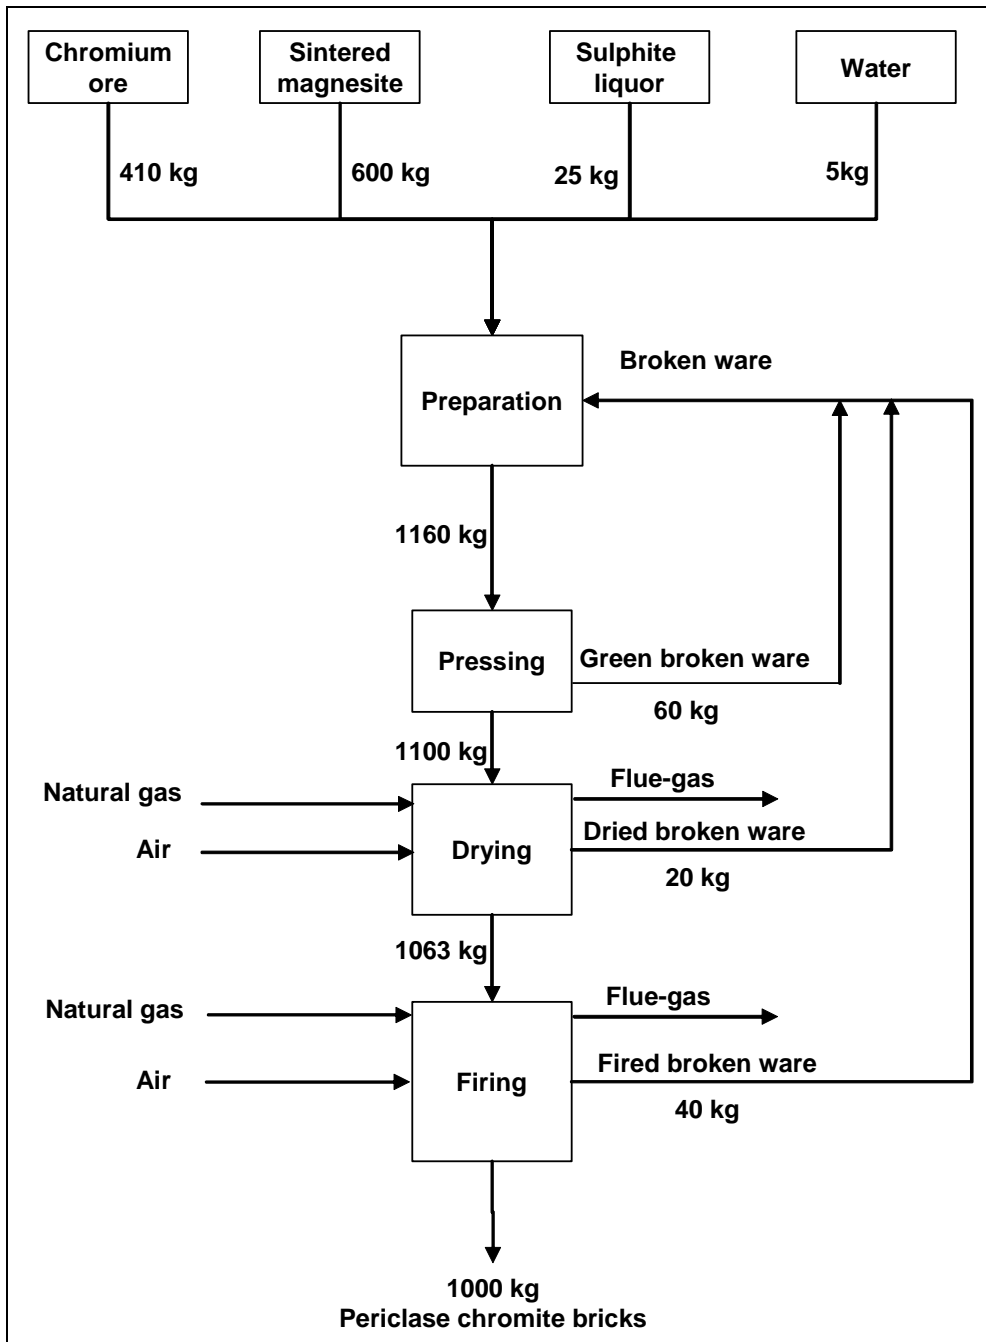 Chromium
ore
Sintered
magnesite
Sulphite
liquor
Water
410 kg
600 kg
25 kg
5kg
Broken ware
Preparation
1160 kg
Pressing
Green broken ware
60 kg
1100 kg
Natural gas
Flue-gas
Air
Drying
Dried broken ware
20 kg
1063 kg
Natural gas
Flue-gas
Air
Firing
Fired broken ware
40 kg
1000 kg
Periclase chromite bricks